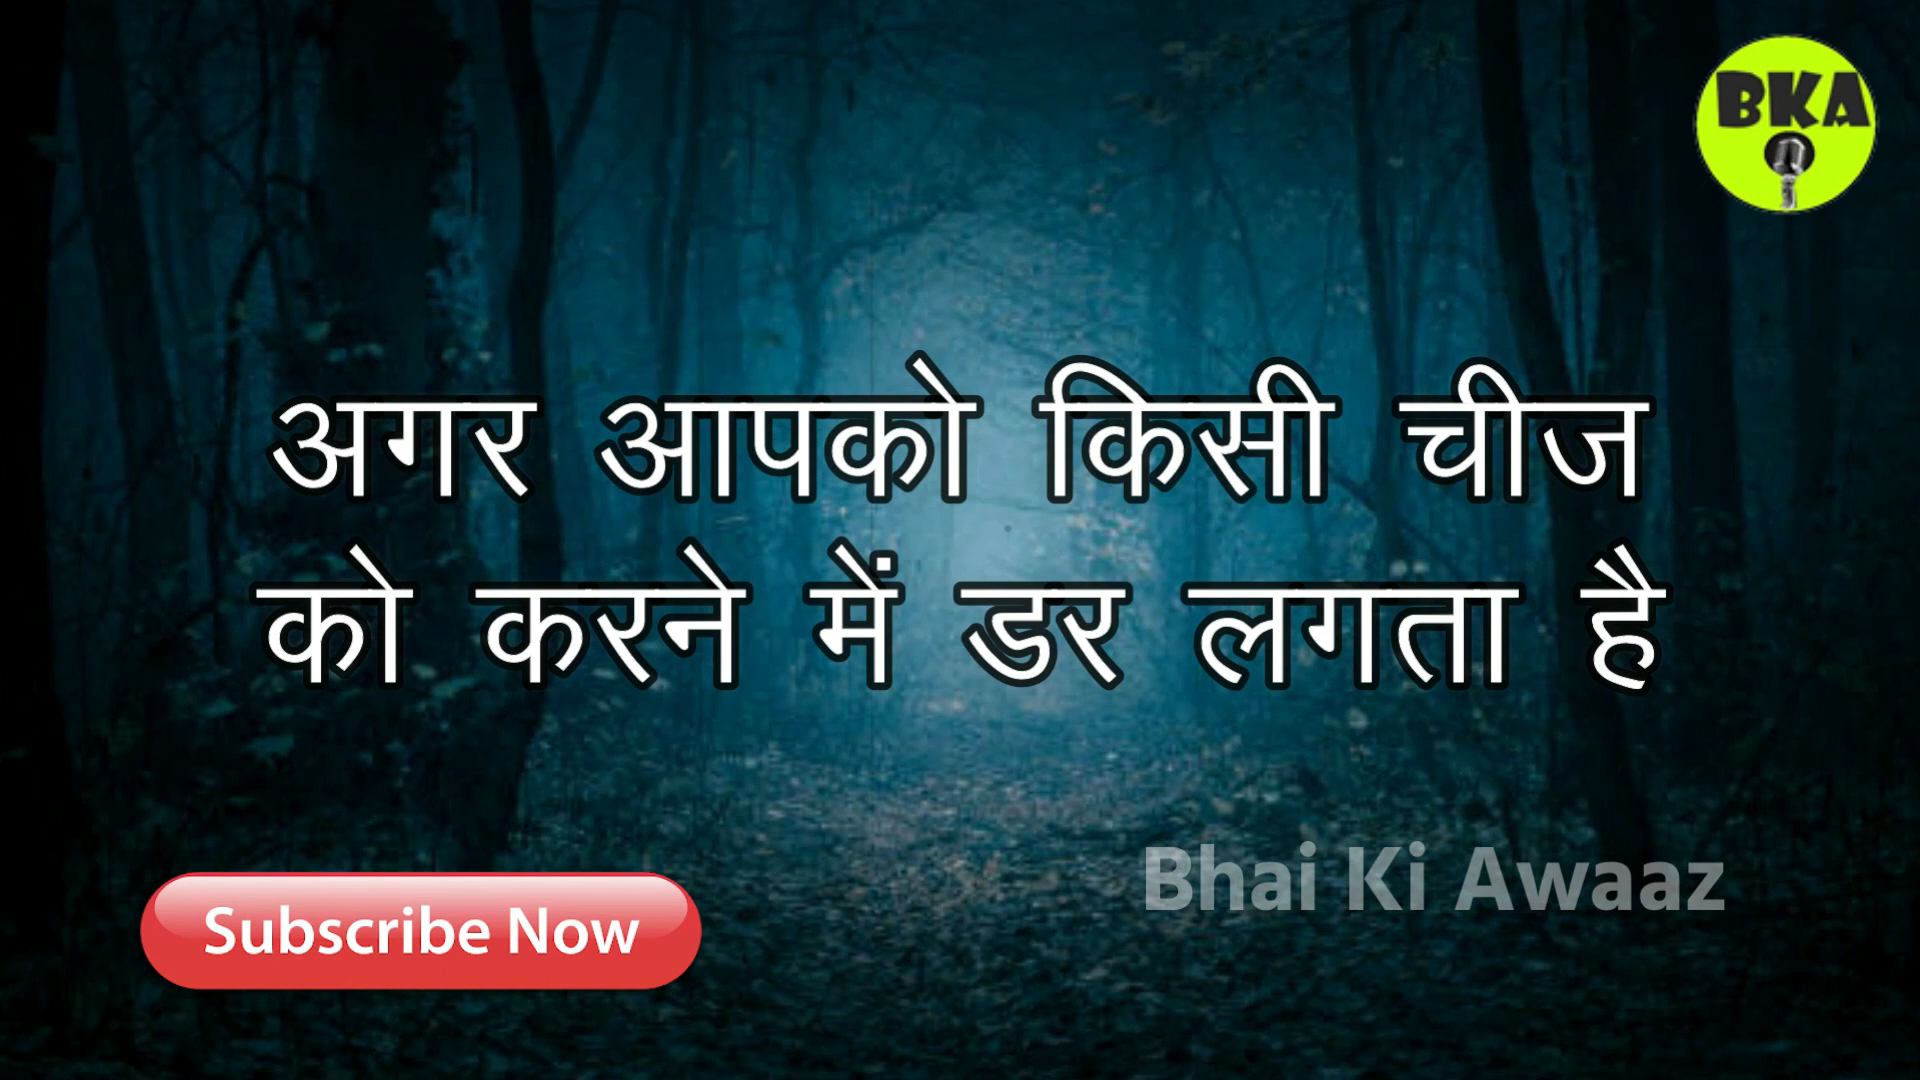 BKA
अगर आपको किसी चीज
को करने में डर लगता है
Bhai Ki Awaaz
Subscribe Now